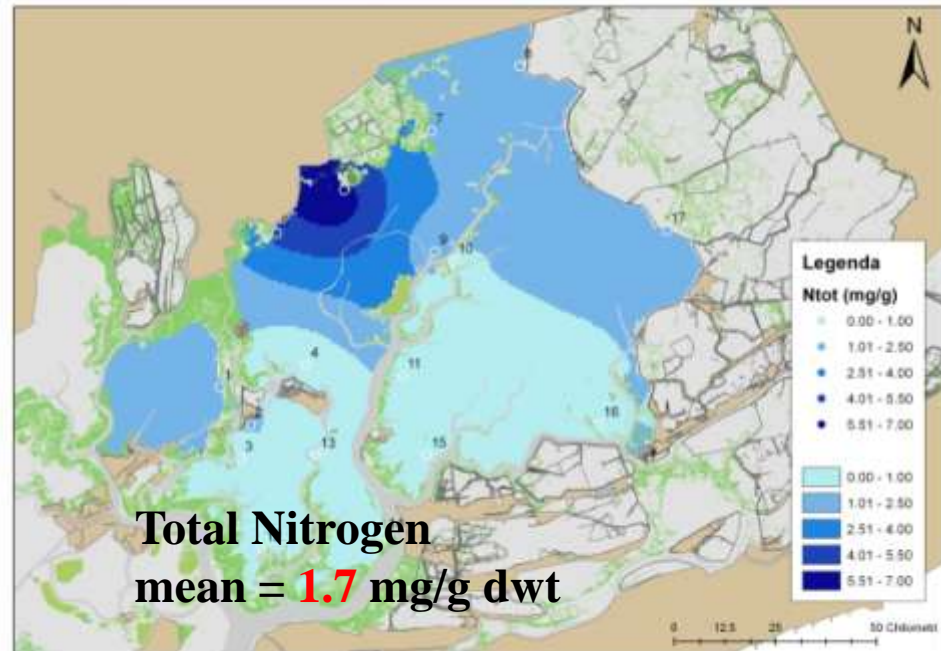 N
6
7
17
5
9
10
4
11
1
16
3
13
15
Legenda
Ntot (mg/g)
0.00 - 1.00
1.01 - 2.50
2.51 - 4.00
4.01 - 5.50
5.51 - 7.00
0.00 - 1.00
1.01 - 2.50
2.51 - 4.00
4.01 - 5.50
5.51 - 7.00
Total Nitrogen
mean = 1.7 mg/g dwt
0 12.5 25 50 Chilometri